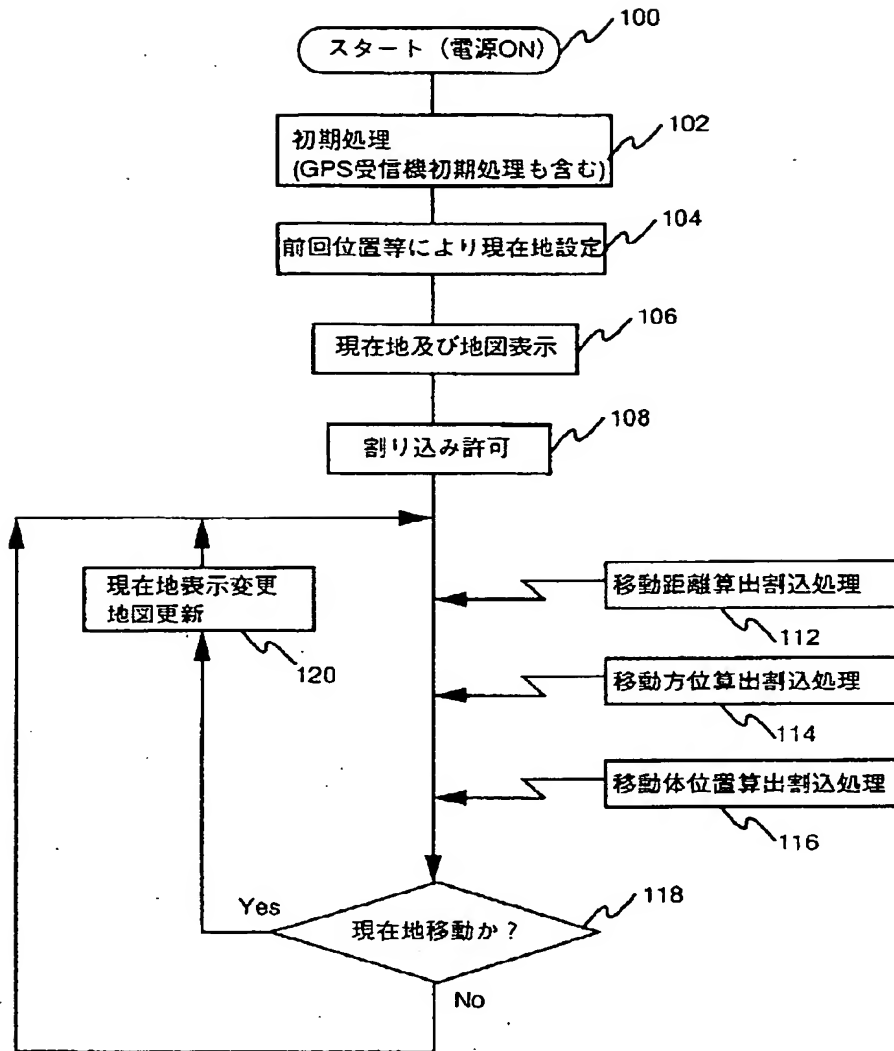 スタート（電源ON）
100
初期処理
(GPS受信機初期処理も含む)
102
前回位置等により現在地設定
104
現在地及び地図表示
106
割り込み許可
108
現在地表示変更
地図更新
120
移動距離算出割込処理
112
移動方位算出割込処理
114
移動体位置算出割込処理
116
現在地移動か？
118
Yes
No